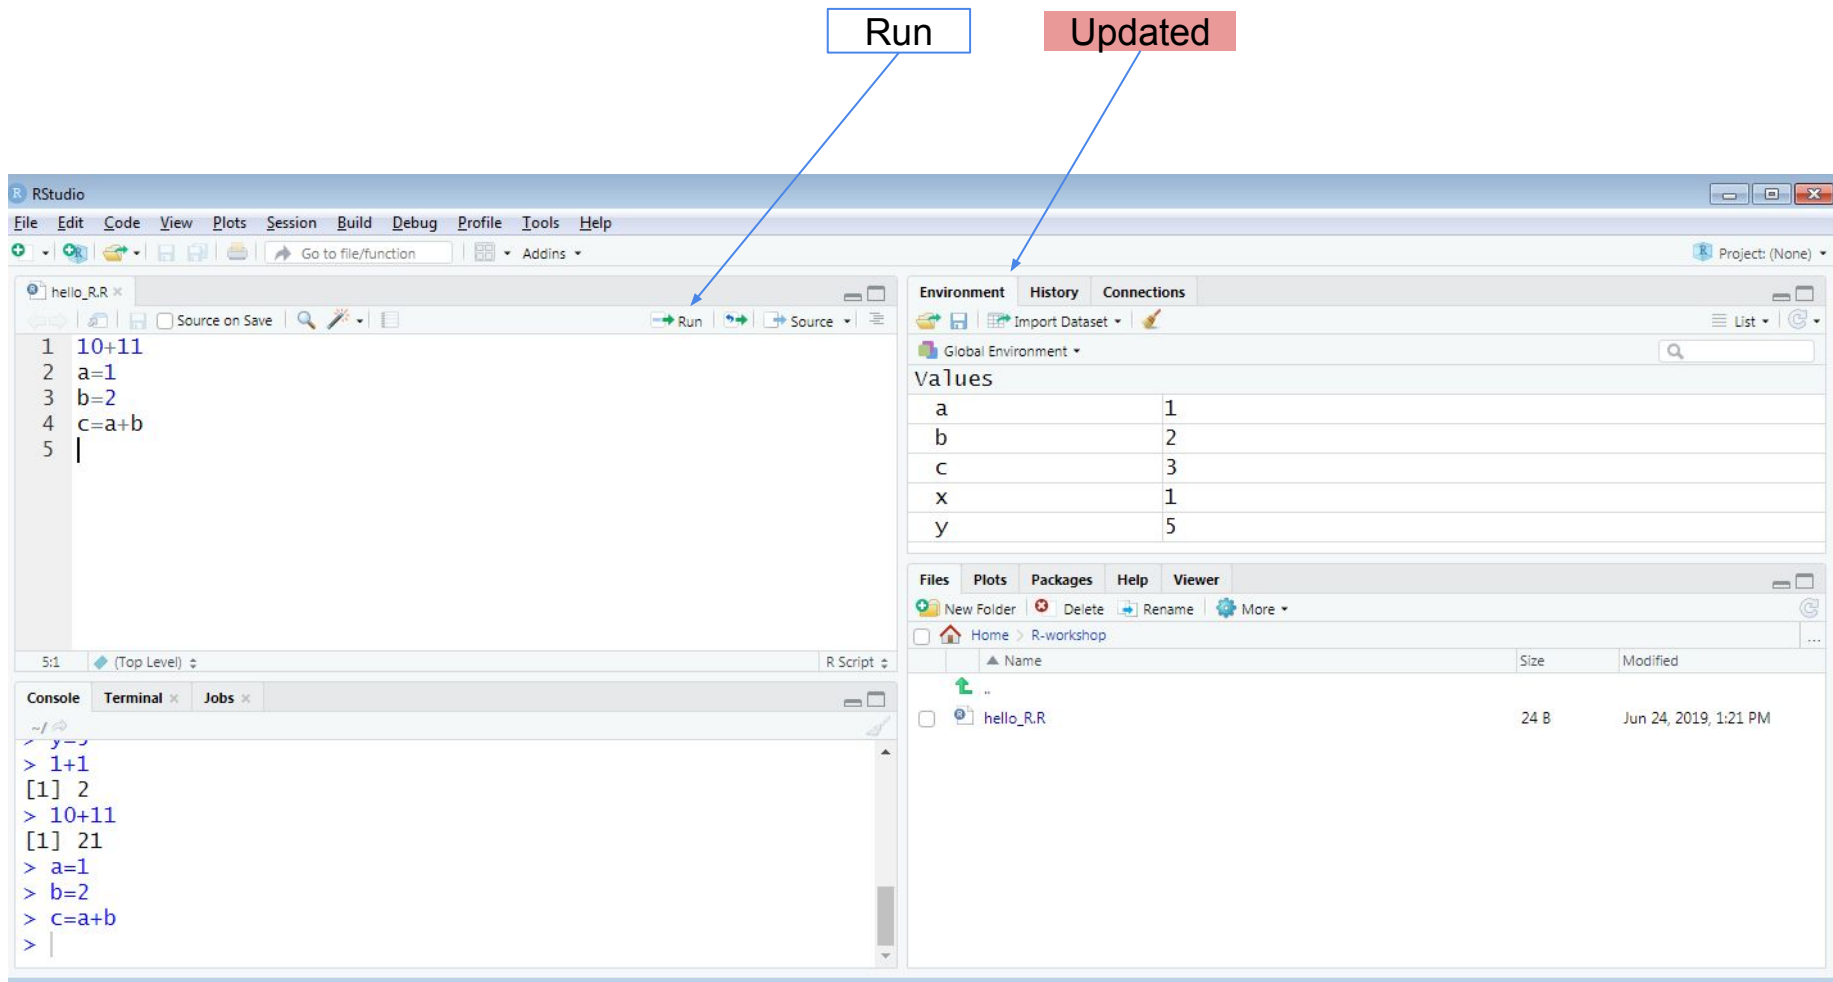 Run
Updated
RStudio
File Edit Code View Plots Session Build Debug Profile Tools Help
Go to file/function
Addins
Project: (None)
hello_R.R
Source on Save
Run
Source
1 10+11
2 a=1
3 b=2
4 c=a+b
5
5:1
(Top Level)
R Script
Console Terminal Jobs
~/
> 1+1
[1] 2
> 10+11
[1] 21
> a=1
> b=2
> c=a+b
>
Environment History Connections
Import Dataset
List
Global Environment
Values
a 1
b 2
c 3
x 1
y 5
Files Plots Packages Help Viewer
New Folder Delete Rename More
Home > R-workshop
...
Name Size Modified
..
hello_R.R 24 B Jun 24, 2019, 1:21 PM